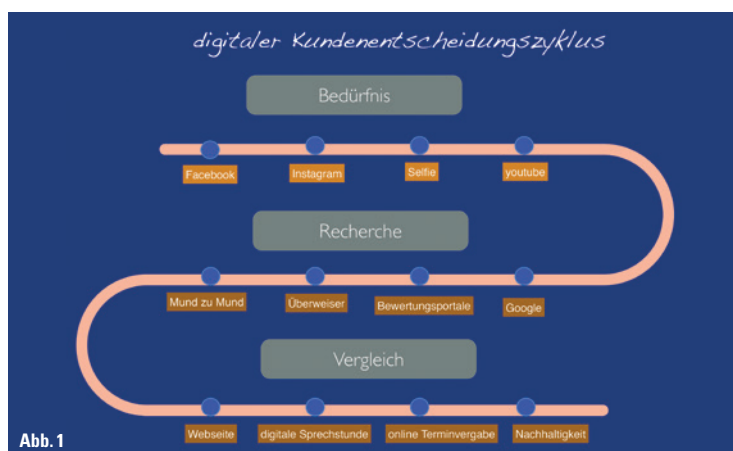 digitaler Kundenentscheidungszyklus
Bedürfnis
Facebook Instagram Selfie youtube
Recherche
Mund zu Mund Überweiser Bewertungsportale Google
Vergleich
Webseite digitale Sprechstunde online Terminvergabe Nachhaltigkeit
Abb. 1